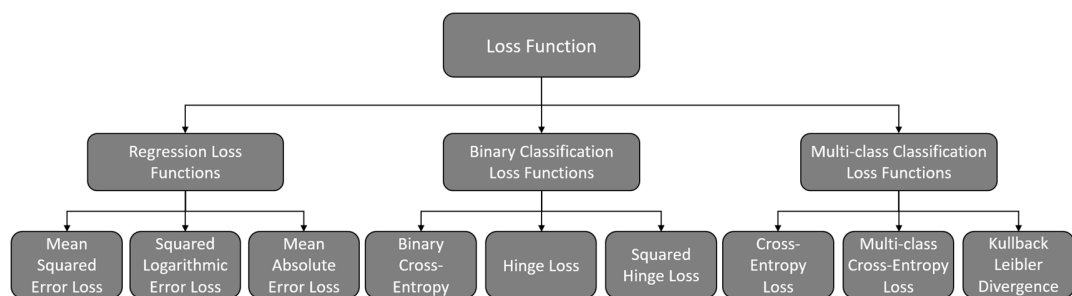 Loss Function
Regression Loss
Functions
Binary Classification
Loss Functions
Multi-class Classification
Loss Functions
Mean
Squared
Error Loss
Squared
Logarithmic
Error Loss
Mean
Absolute
Error Loss
Binary
Cross-
Entropy
Hinge Loss
Squared
Hinge Loss
Cross-
Entropy
Loss
Multi-class
Cross-Entropy
Loss
Kullback
Leibler
Divergence